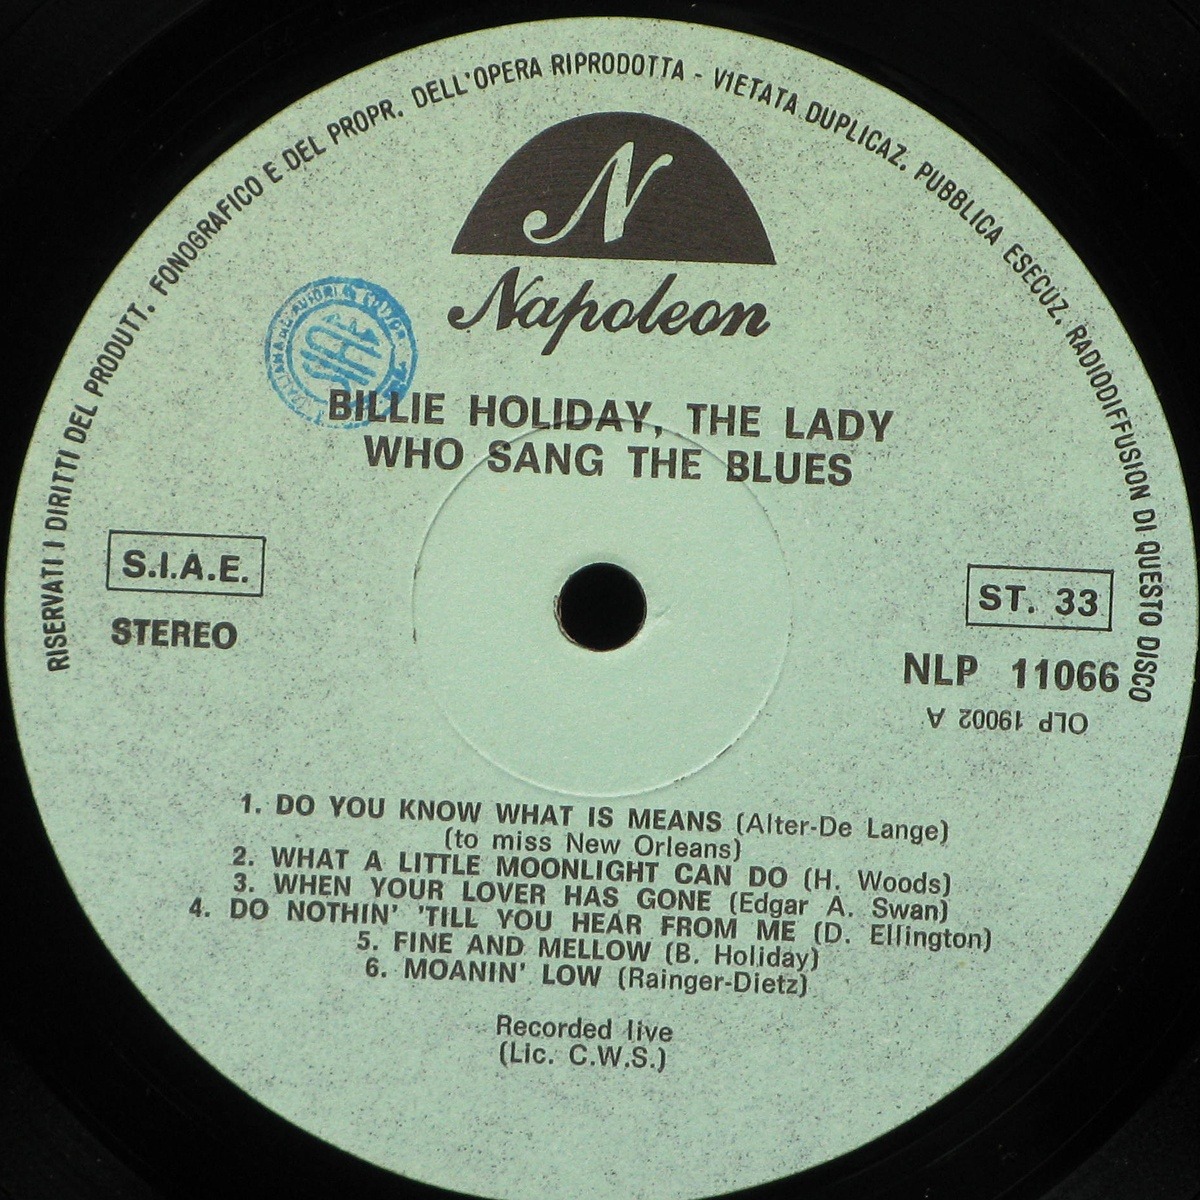 RISERVATI I DIRITTI DEL PRODUTT. FONOGRAFICO E DEL PROPR. DELL'OPERA RIPRODOTTA - VIETATA DUPLICAZ. PUBBLICA ESECUZ. RADIODIFFUSION DI QUESTO DISCO
N
Napoleon
SIAE
BILLIE HOLIDAY, THE LADY
WHO SANG THE BLUES
S.I.A.E.
STEREO
ST. 33
NLP 11066
OLP 19002 A
1. DO YOU KNOW WHAT IS MEANS (Alter-De Lange)
(to miss New Orleans)
2. WHAT A LITTLE MOONLIGHT CAN DO (H. Woods)
3. WHEN YOUR LOVER HAS GONE (Edgar A. Swan)
4. DO NOTHIN' 'TILL YOU HEAR FROM ME (D. Ellington)
5. FINE AND MELLOW (B. Holiday)
6. MOANIN' LOW (Rainger-Dietz)
Recorded live
(Lic. C.W.S.)